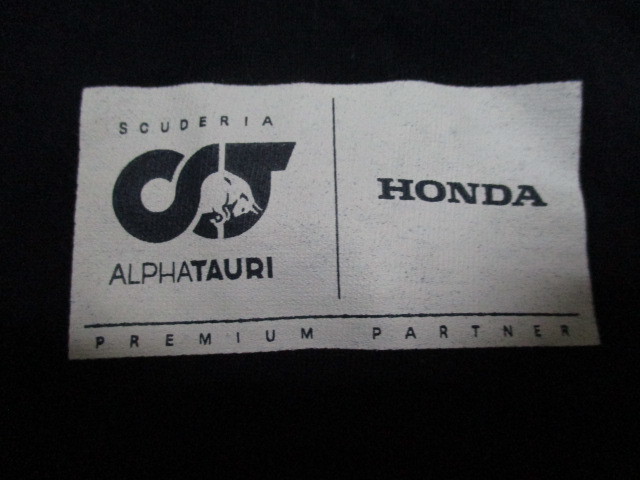 SCUDERIA
ALPHATAURI
HONDA
PREMIUM PARTNER